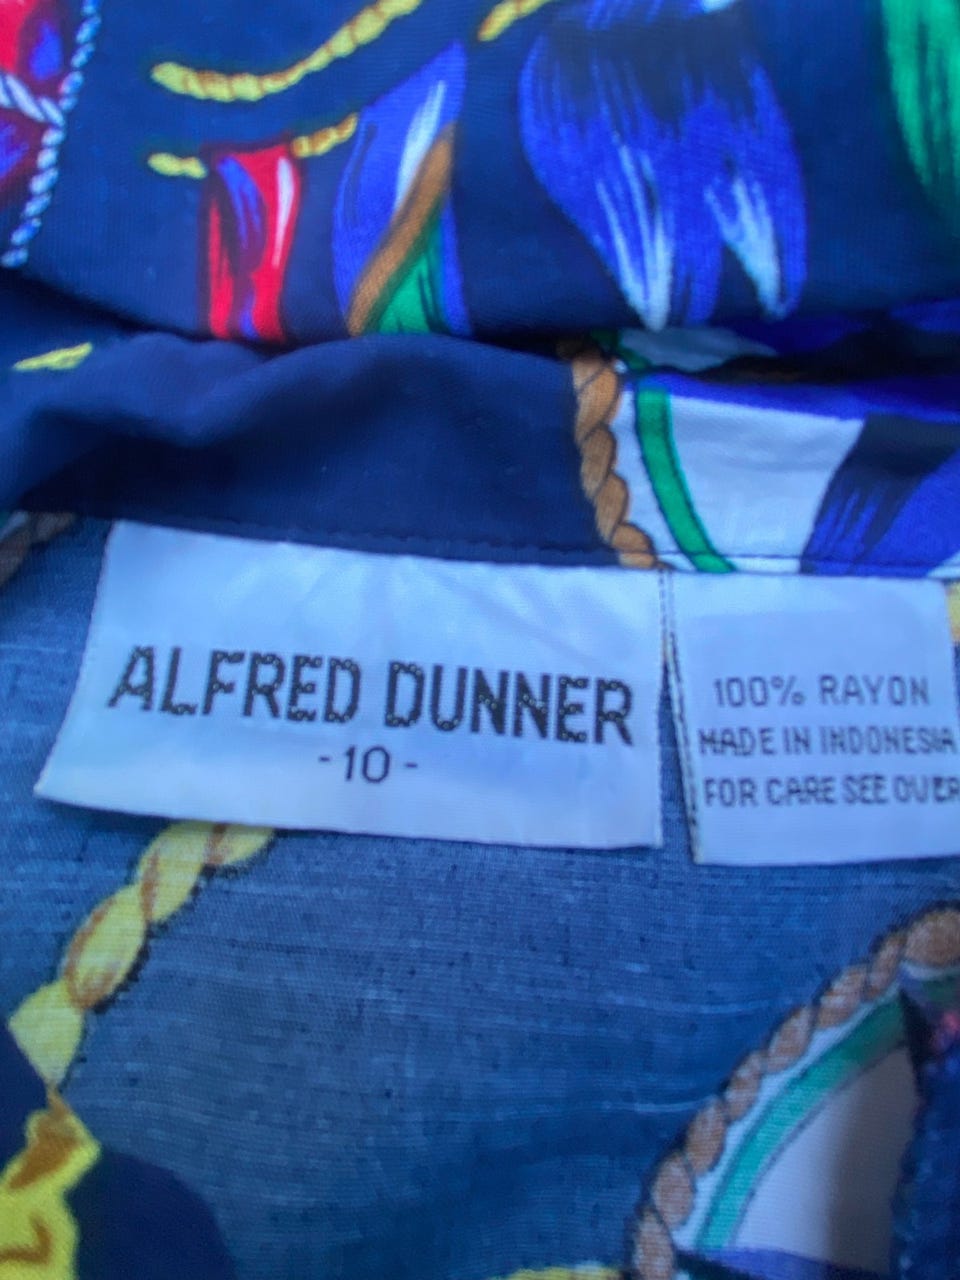 ALFRED DUNNER
- 10 -
100% RAYON
MADE IN INDONESIA
FOR CARE SEE OVER